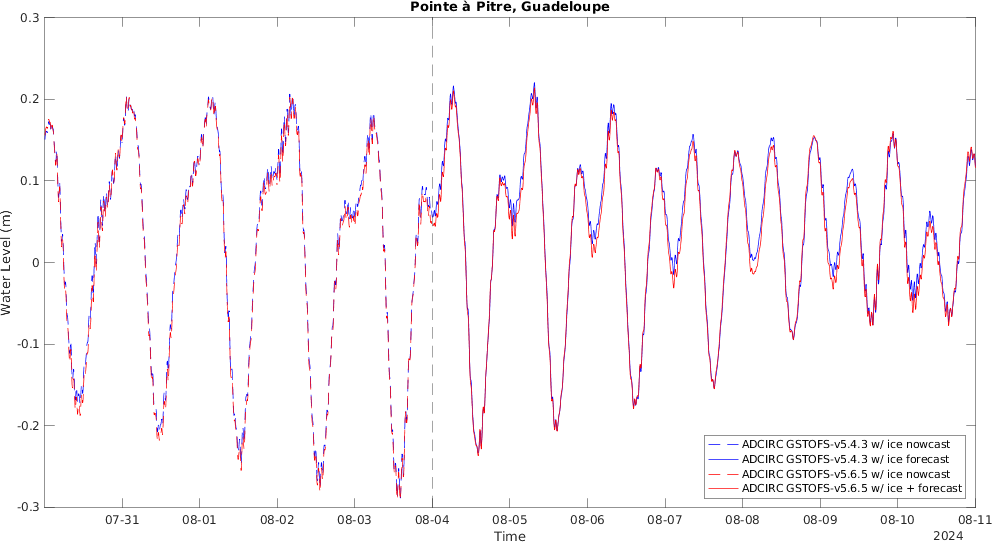 Pointe à Pitre, Guadeloupe
0.3
0.2
0.1
0
-0.1
-0.2
-0.3
Water Level (m)
07-31
08-01
08-02
08-03
08-04
08-05
08-06
08-07
08-08
08-09
08-10
08-11
Time
2024
ADCIRC GSTOFS-v5.4.3 w/ ice nowcast
ADCIRC GSTOFS-v5.4.3 w/ ice forecast
ADCIRC GSTOFS-v5.6.5 w/ ice nowcast
ADCIRC GSTOFS-v5.6.5 w/ ice + forecast